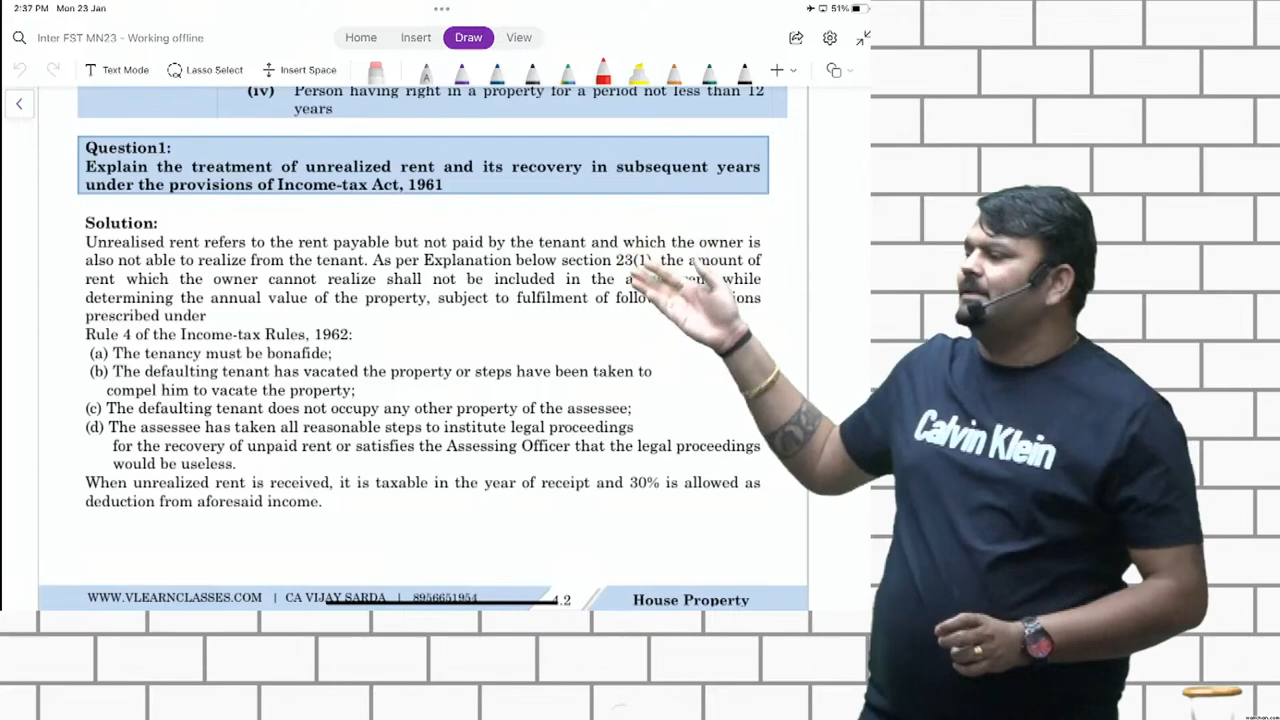 2:37 PM Mon 23 Jan
51%
Inter FST MN23 - Working offline
Home Insert Draw View
Text Mode Lasso Select Insert Space
(iv) Person having right in a property for a period not less than 12
years
Question1:
Explain the treatment of unrealized rent and its recovery in subsequent years
under the provisions of Income-tax Act, 1961
Solution:
Unrealised rent refers to the rent payable but not paid by the tenant and which the owner is
also not able to realize from the tenant. As per Explanation below section 23(1), the amount of
rent which the owner cannot realize shall not be included in the while
determining the annual value of the property, subject to fulfilment of
prescribed under
Rule 4 of the Income-tax Rules, 1962:
(a) The tenancy must be bonafide;
(b) The defaulting tenant has vacated the property or steps have been taken to
compel him to vacate the property;
(c) The defaulting tenant does not occupy any other property of the assessee;
(d) The assessee has taken all reasonable steps to institute legal proceedings
for the recovery of unpaid rent or satisfies the Assessing Officer that the legal proceedings
would be useless.
When unrealized rent is received, it is taxable in the year of receipt and 30% is allowed as
deduction from aforesaid income.
WWW.VLEARNCLASSES.COM | CA VIJAY SARDA | 8956651954
4.2
House Property
Calvin Klein